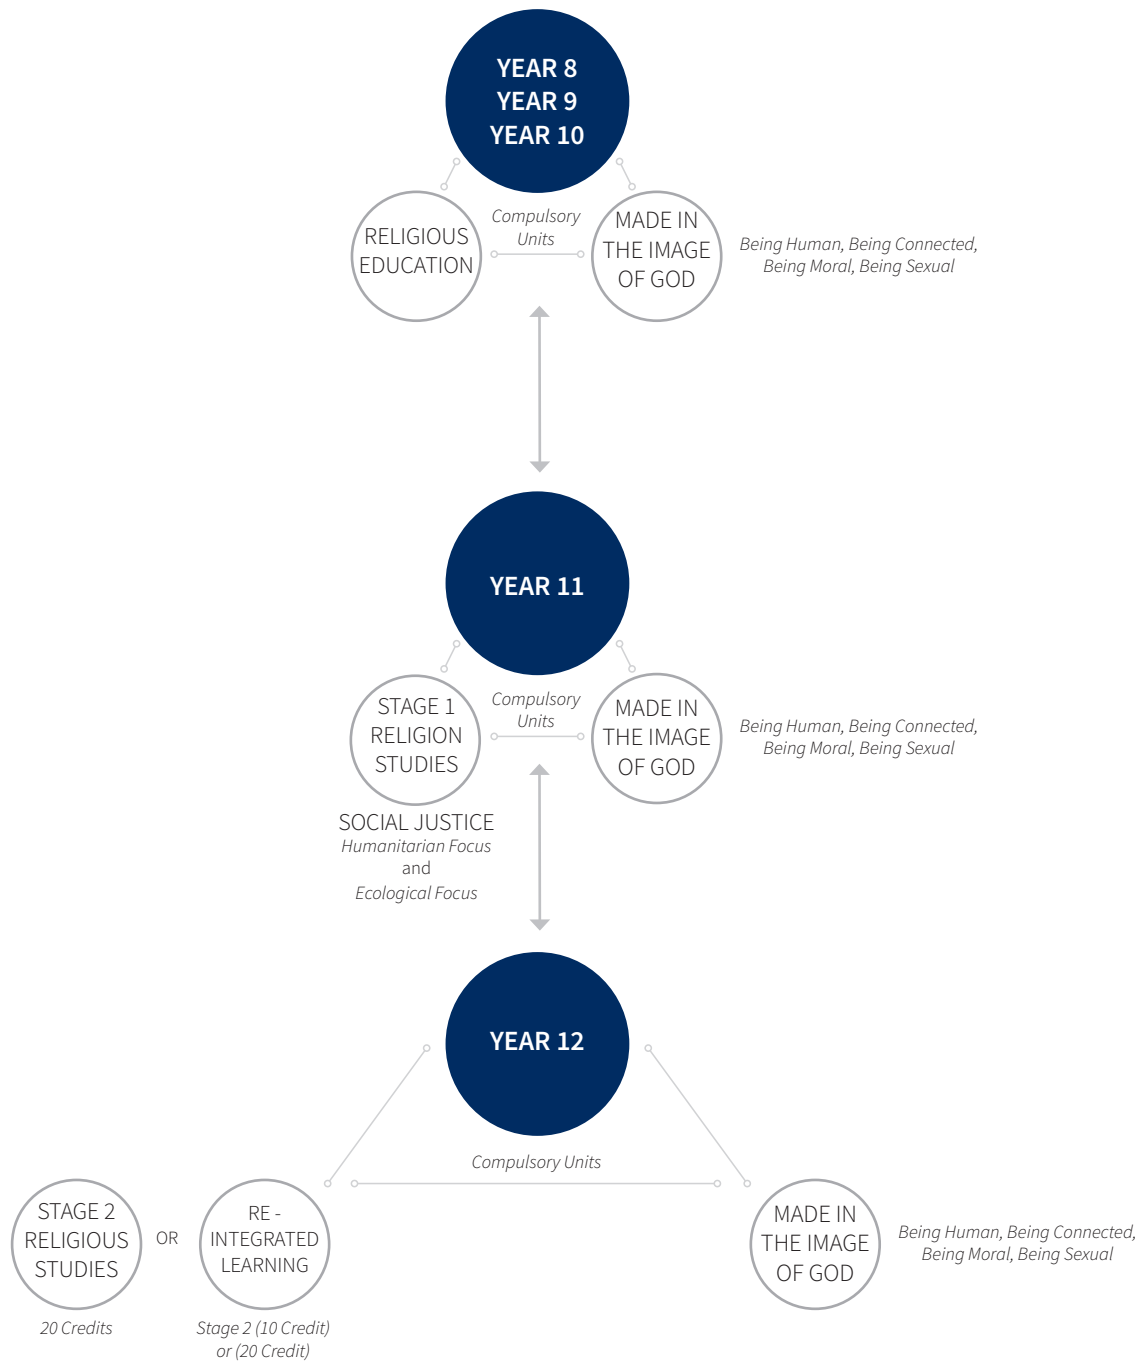 YEAR 8
YEAR 9
YEAR 10
RELIGIOUS
EDUCATION
Compulsory
Units
MADE IN
THE IMAGE
OF GOD
Being Human, Being Connected,
Being Moral, Being Sexual
YEAR 11
STAGE 1
RELIGION
STUDIES
Compulsory
Units
MADE IN
THE IMAGE
OF GOD
Being Human, Being Connected,
Being Moral, Being Sexual
SOCIAL JUSTICE
Humanitarian Focus
and
Ecological Focus
YEAR 12
Compulsory Units
STAGE 2
RELIGIOUS
STUDIES
OR
RE -
INTEGRATED
LEARNING
MADE IN
THE IMAGE
OF GOD
Being Human, Being Connected,
Being Moral, Being Sexual
20 Credits
Stage 2 (10 Credit)
or (20 Credit)